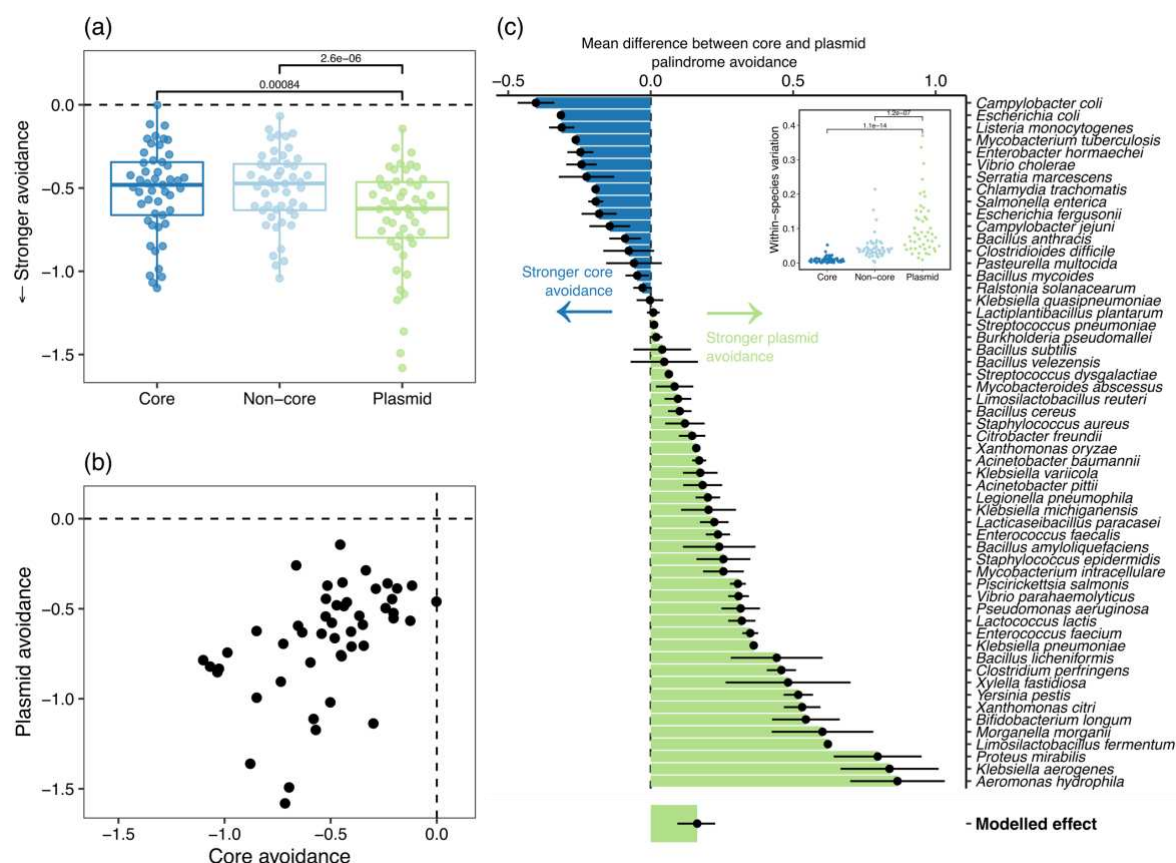 (a)
2.6e−06
0.00084
0.0
−0.5
−1.0
−1.5
← Stronger avoidance
Core
Non−core
Plasmid
(b)
0.0
−0.5
−1.0
−1.5
Plasmid avoidance
−1.5
−1.0
−0.5
0.0
Core avoidance
(c)
Mean difference between core and plasmid
palindrome avoidance
−0.5
0.0
0.5
1.0
Campylobacter coli
Escherichia coli
Listeria monocytogenes
Mycobacterium tuberculosis
Enterobacter hormaechei
Vibrio cholerae
Serratia marcescens
Chlamydia trachomatis
Salmonella enterica
Escherichia fergusonii
Campylobacter jejuni
Bacillus anthracis
Clostridioides difficile
Pasteurella multocida
Bacillus mycoides
Ralstonia solanacearum
Klebsiella quasipneumoniae
Lactiplantibacillus plantarum
Streptococcus pneumoniae
Burkholderia pseudomallei
Bacillus subtilis
Bacillus velezensis
Streptococcus dysgalactiae
Mycobacteroides abscessus
Limosilactobacillus reuteri
Bacillus cereus
Staphylococcus aureus
Citrobacter freundii
Xanthomonas oryzae
Acinetobacter baumannii
Klebsiella variicola
Acinetobacter pittii
Legionella pneumophila
Klebsiella michiganensis
Lacticaseibacillus paracasei
Enterococcus faecalis
Bacillus amyloliquefaciens
Staphylococcus epidermidis
Mycobacterium intracellulare
Piscirickettsia salmonis
Vibrio parahaemolyticus
Pseudomonas aeruginosa
Lactococcus lactis
Enterococcus faecium
Klebsiella pneumoniae
Bacillus licheniformis
Clostridium perfringens
Xylella fastidiosa
Yersinia pestis
Xanthomonas citri
Bifidobacterium longum
Morganella morganii
Limosilactobacillus fermentum
Proteus mirabilis
Klebsiella aerogenes
Aeromonas hydrophila
Modelled effect
Stronger core
avoidance
Stronger plasmid
avoidance
1.2e−07
1.1e−14
0.4
0.3
0.2
0.1
0.0
Within−species variation
Core
Non−core
Plasmid